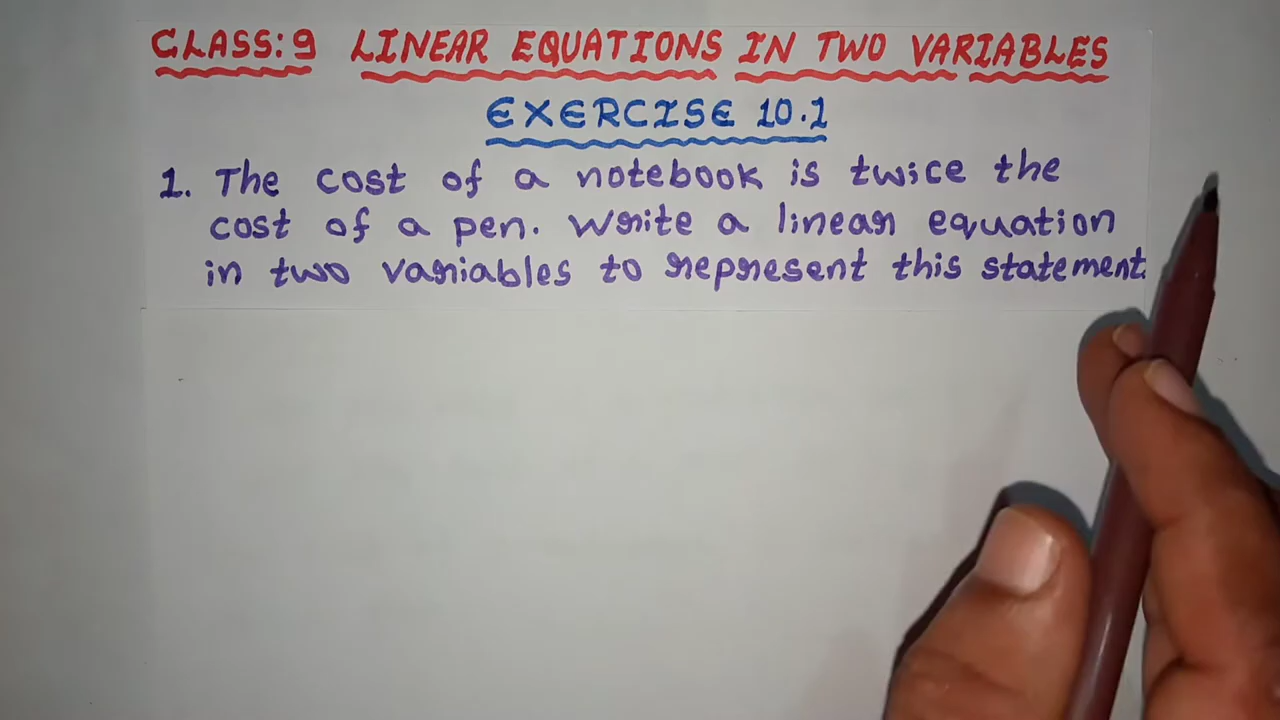 CLASS: 9 LINEAR EQUATIONS IN TWO VARIABLES
EXERCISE 10.1
1. The cost of a notebook is twice the
cost of a pen. Write a linear equation
in two variables to represent this statement.